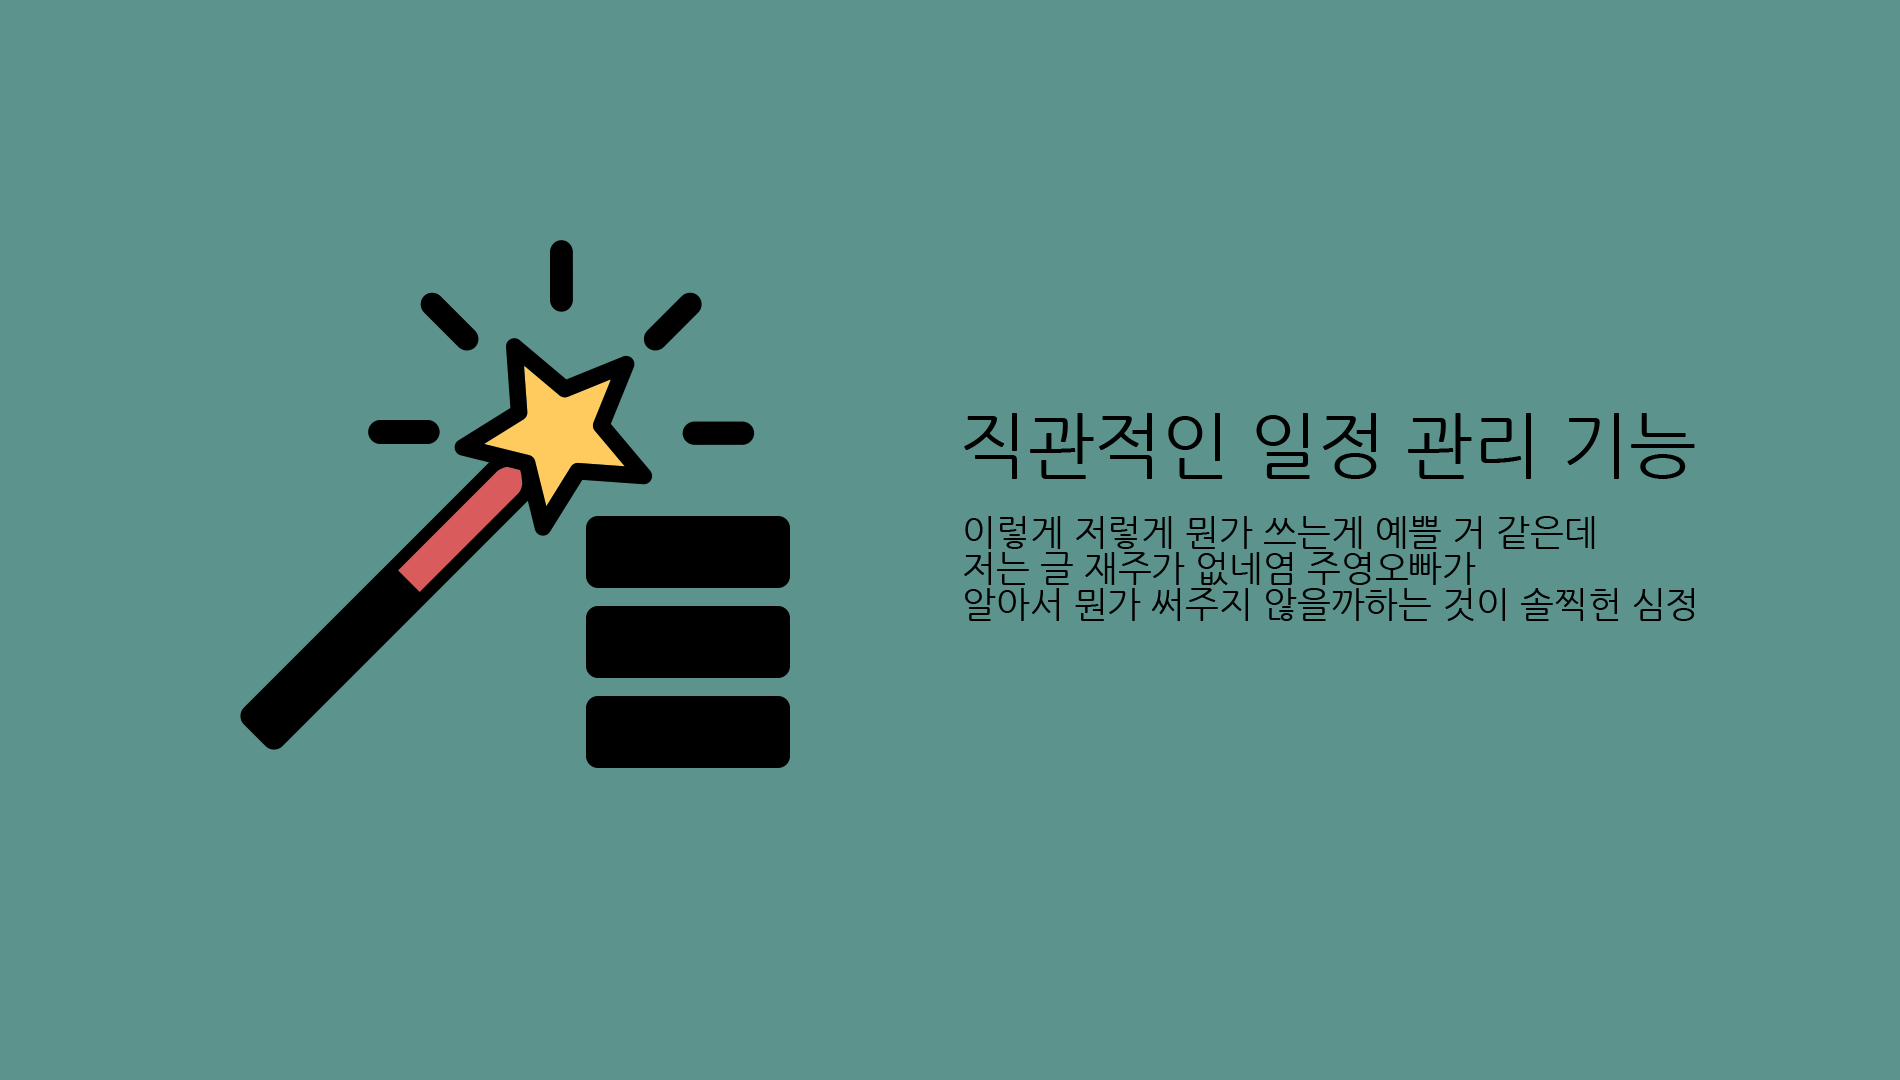 직관적인 일정 관리 기능
이렇게 저렇게 뭔가 쓰는게 예쁠 거 같은데
저는 글 재주가 없네염 주영오빠가
알아서 뭔가 써주지 않을까하는 것이 솔찍헌 심정